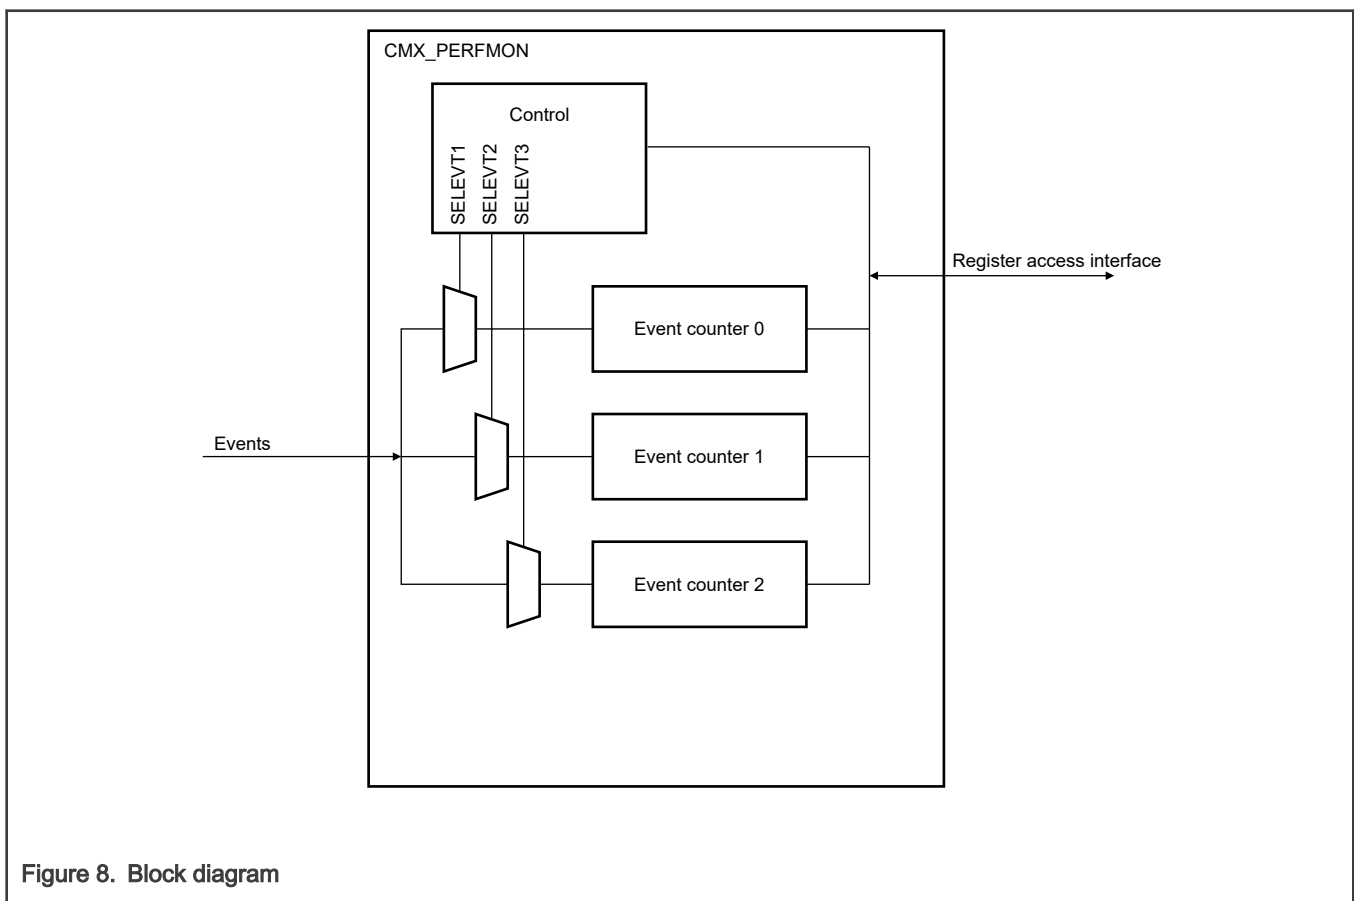 CMX_PERFMON
Control
SELEVT1
SELEVT2
SELEVT3
Register access interface
Event counter 0
Events
Event counter 1
Event counter 2
Figure 8. Block diagram